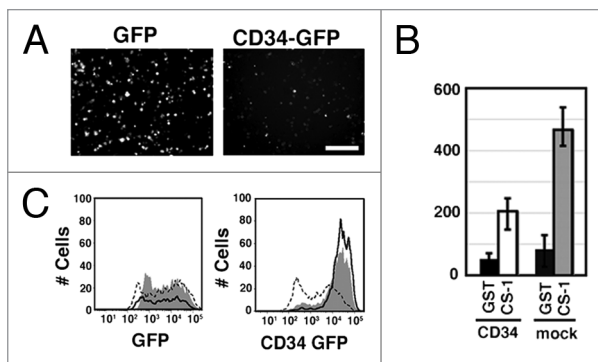 A
GFP
CD34-GFP
B
600
400
200
0
GST
CS-1
GST
CS-1
CD34
mock
C
# Cells
100
80
60
40
20
0
10¹ 10² 10³ 10⁴ 10⁵
GFP
# Cells
100
80
60
40
20
0
10¹ 10² 10³ 10⁴ 10⁵
CD34 GFP